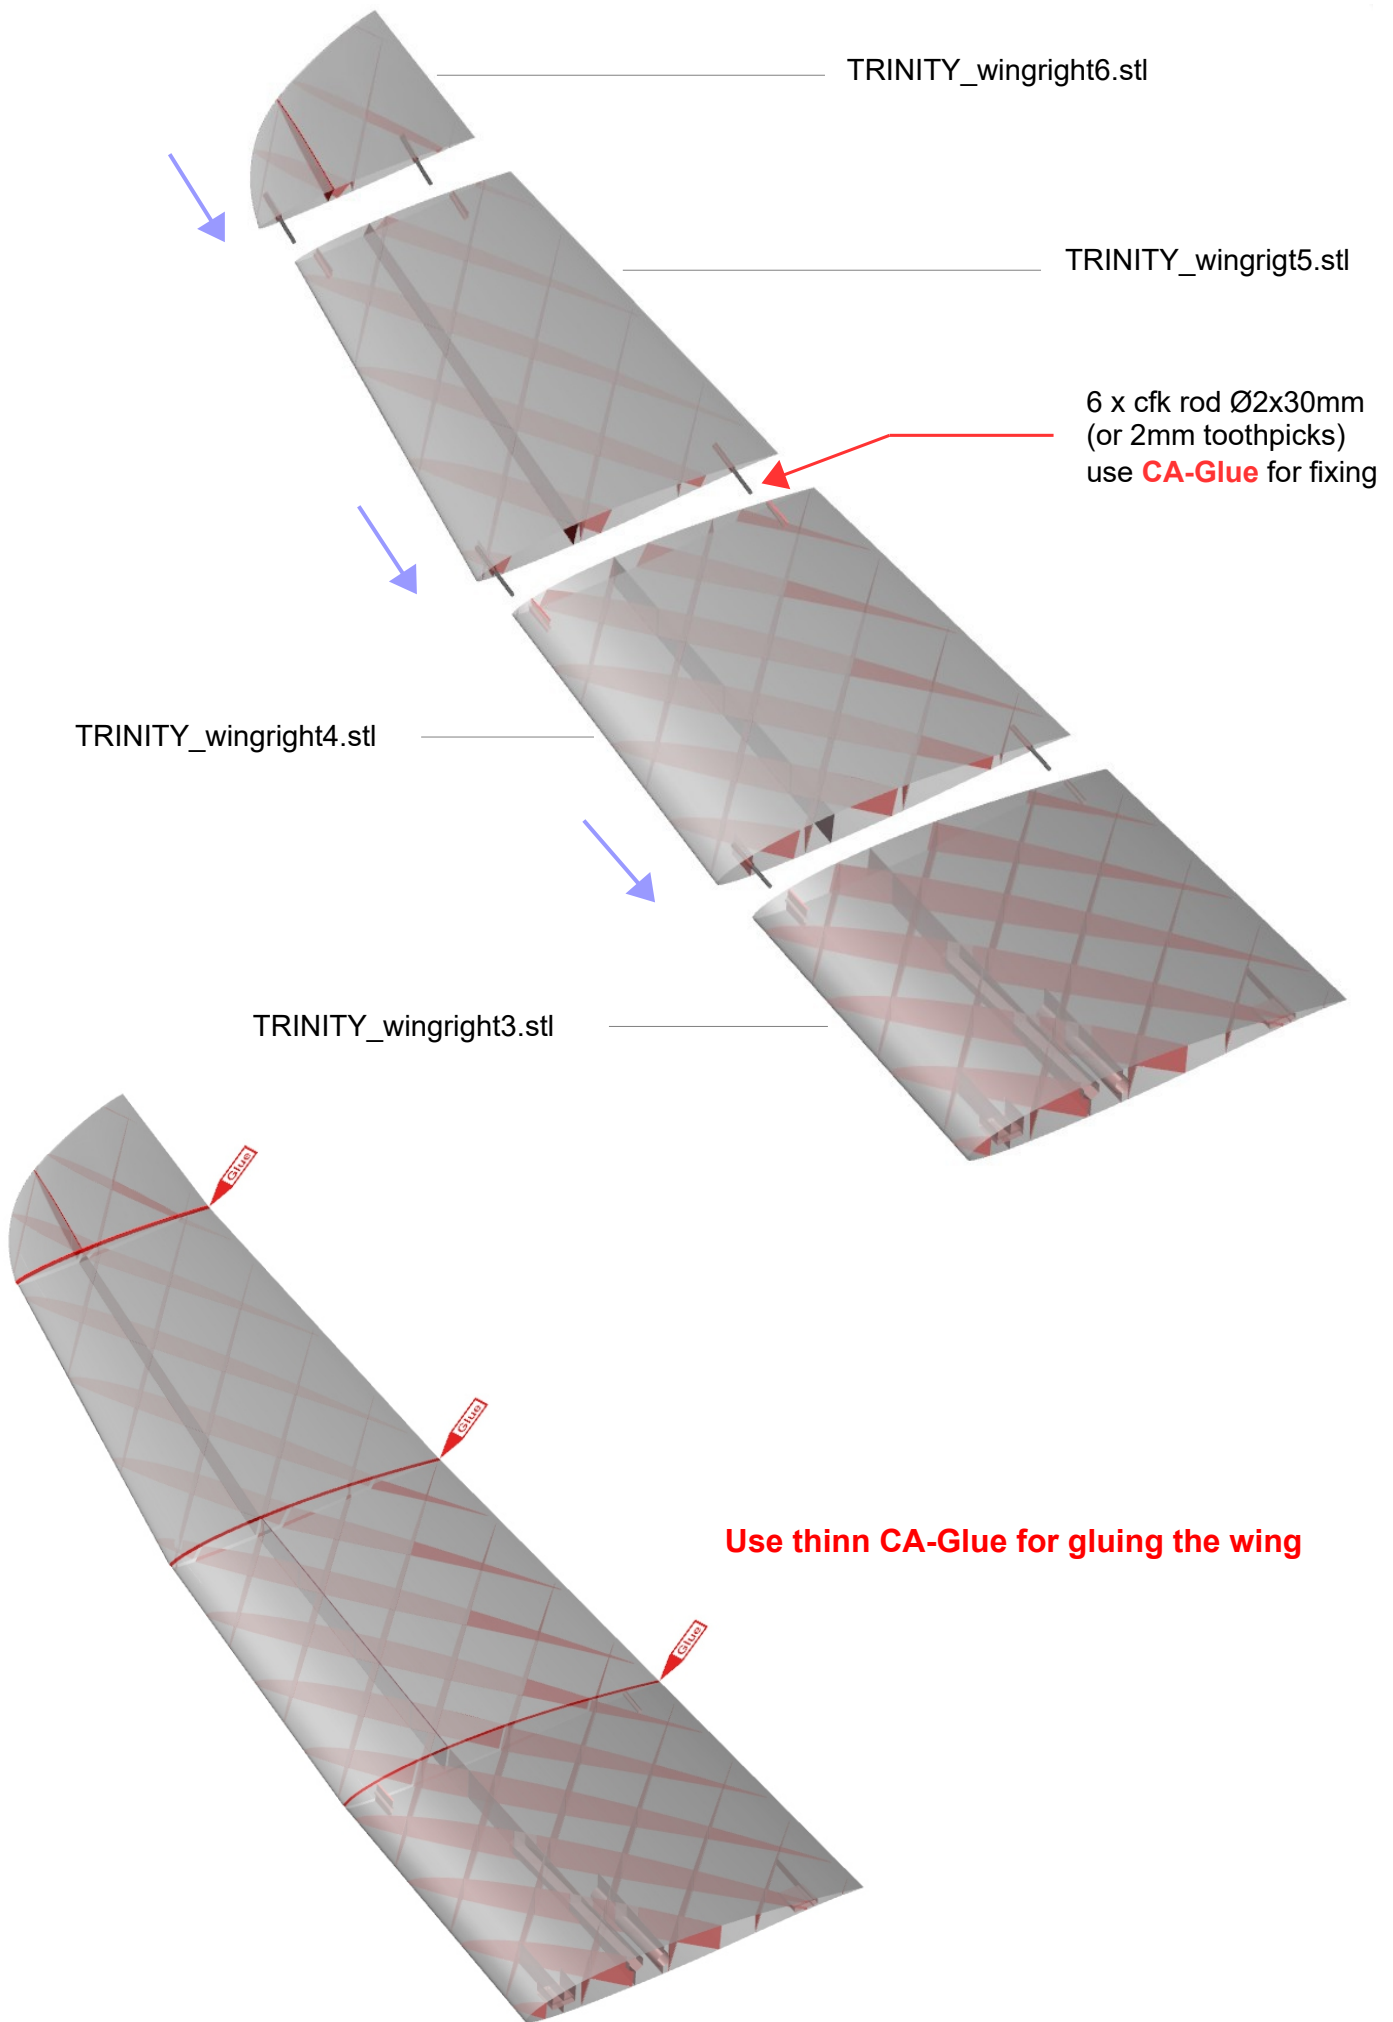 TRINITY_wingright6.stl
TRINITY_wingrigt5.stl
6 x cfk rod Ø2x30mm
(or 2mm toothpicks)
use CA-Glue for fixing
TRINITY_wingright4.stl
TRINITY_wingright3.stl
Glue
Glue
Use thinn CA-Glue for gluing the wing
Glue